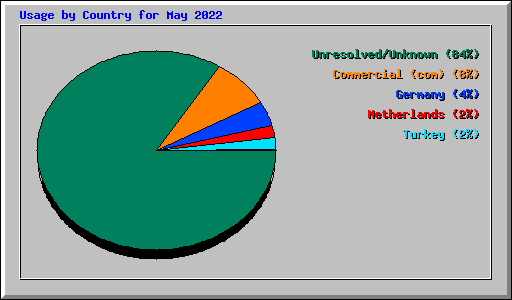 Usage by Country for May 2022
Unresolved/Unknown (84%)
Commercial (com) (8%)
Germany (4%)
Netherlands (2%)
Turkey (2%)